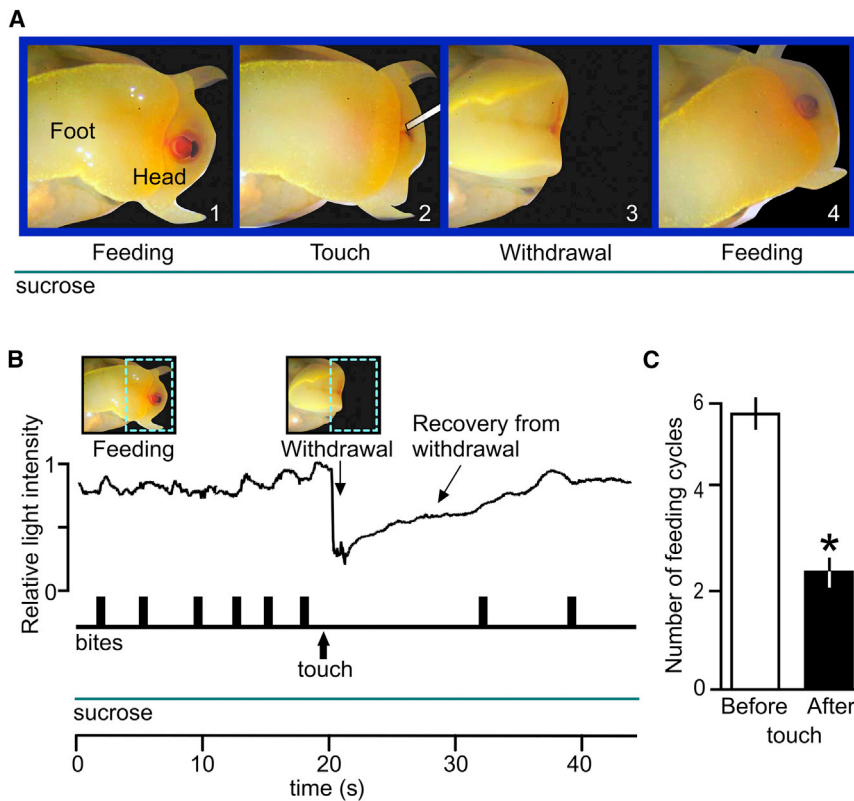 A
Foot
Head
1
2
3
4
Feeding Touch Withdrawal Feeding
sucrose
B
Feeding
Withdrawal
Recovery from
withdrawal
Relative light intensity
1
0
bites
touch
sucrose
0 10 20 30 40
time (s)
C
Number of feeding cycles
6
4
2
0
*
Before After
touch